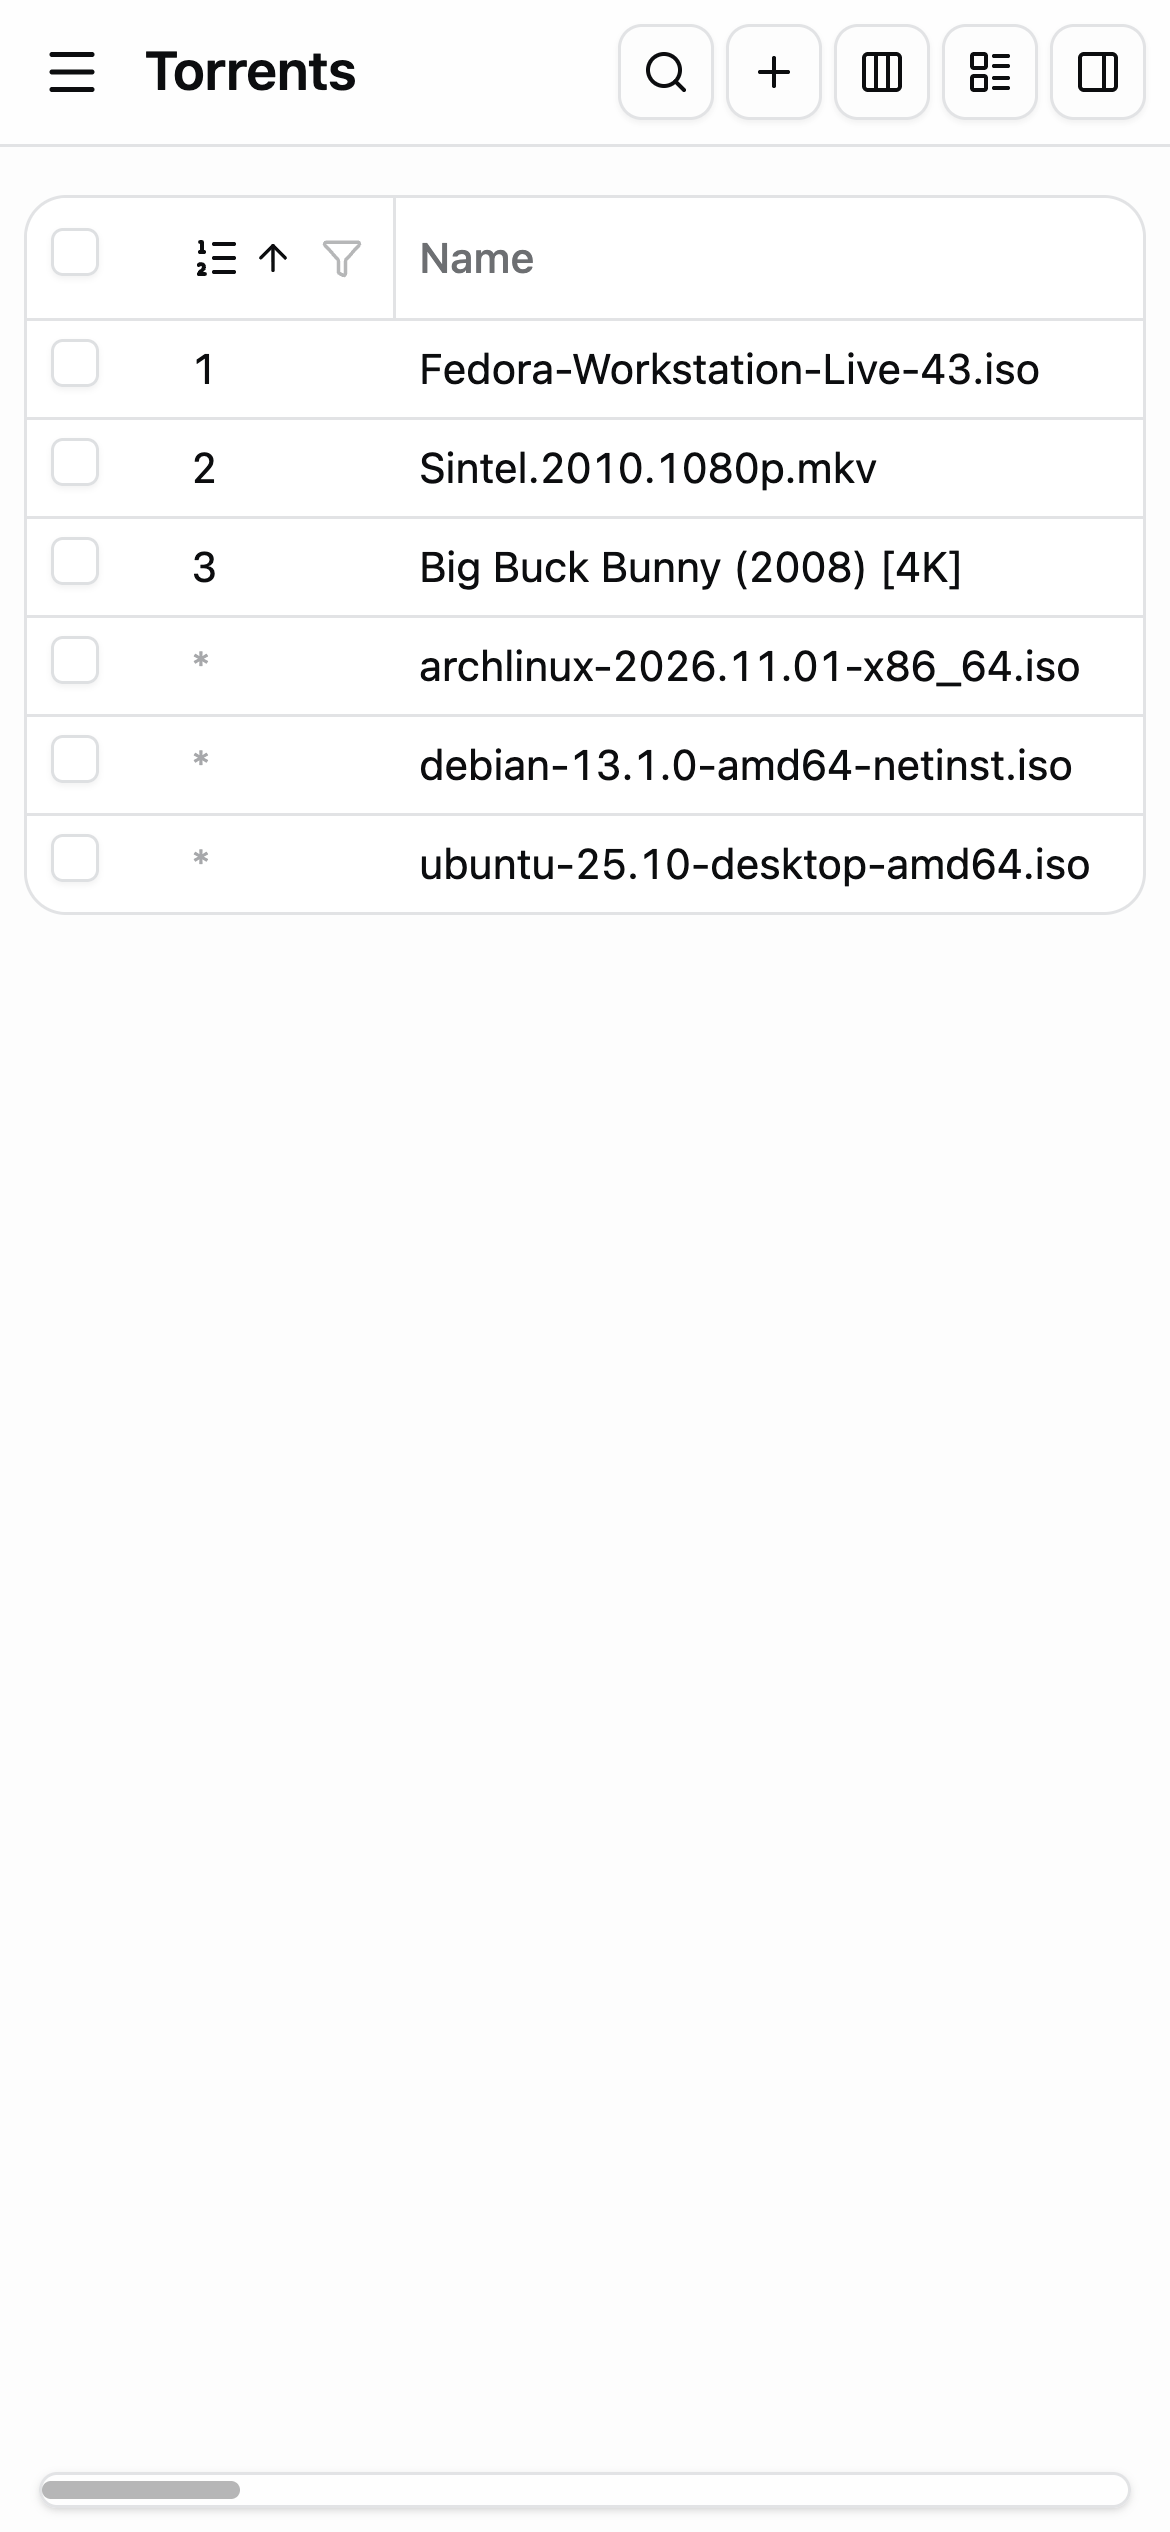 Torrents
Name
1 Fedora-Workstation-Live-43.iso
2 Sintel.2010.1080p.mkv
3 Big Buck Bunny (2008) [4K]
* archlinux-2026.11.01-x86_64.iso
* debian-13.1.0-amd64-netinst.iso
* ubuntu-25.10-desktop-amd64.iso